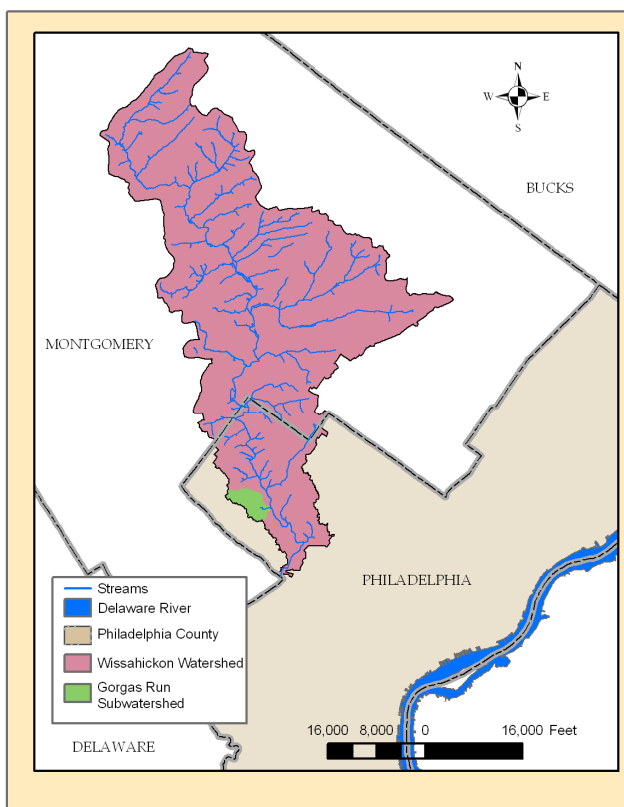 N
W E
S
BUCKS
MONTGOMERY
PHILADELPHIA
Streams
Delaware River
Philadelphia County
Wissahickon Watershed
Gorgas Run
Subwatershed
16,000 8,000 0 16,000 Feet
DELAWARE